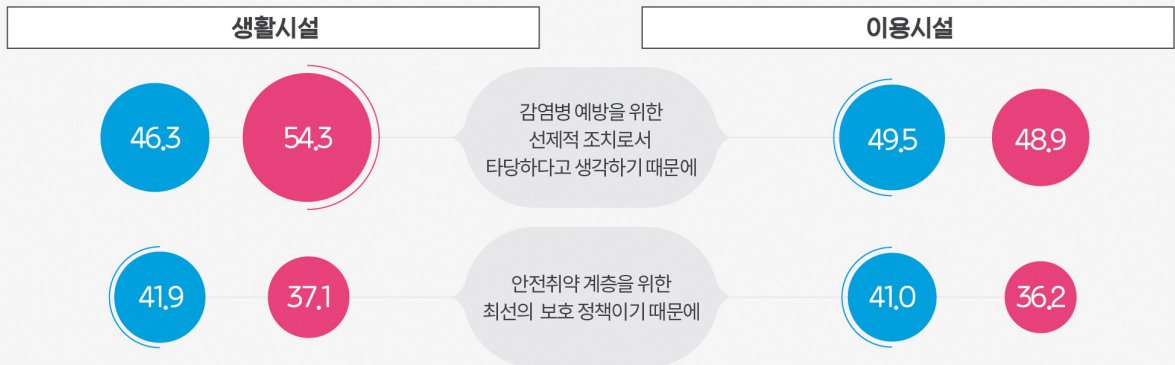 생활시설
이용시설
46.3
54.3
감염병 예방을 위한
선제적 조치로서
타당하다고 생각하기 때문에
49.5
48.9
41.9
37.1
안전취약 계층을 위한
최선의 보호 정책이기 때문에
41.0
36.2